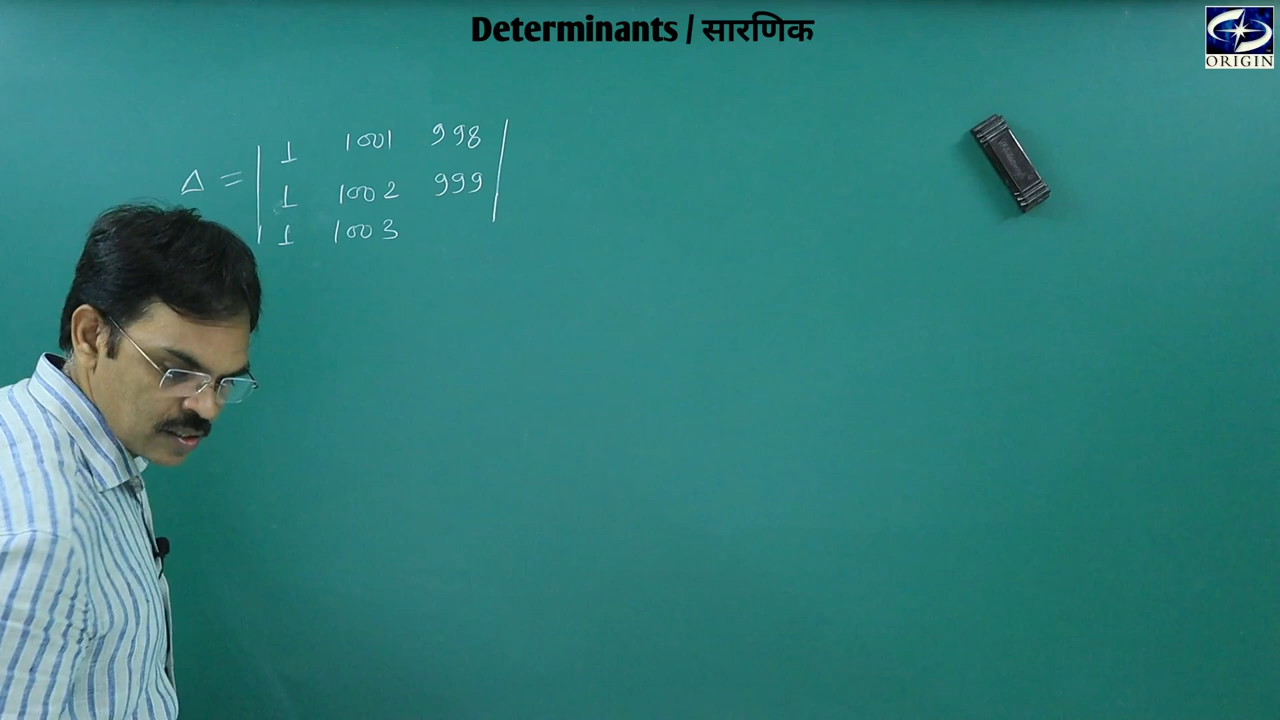 Determinants / सारणिक
ORIGIN
Δ = | 1 1001 998 |
1 1002 999
1 1003